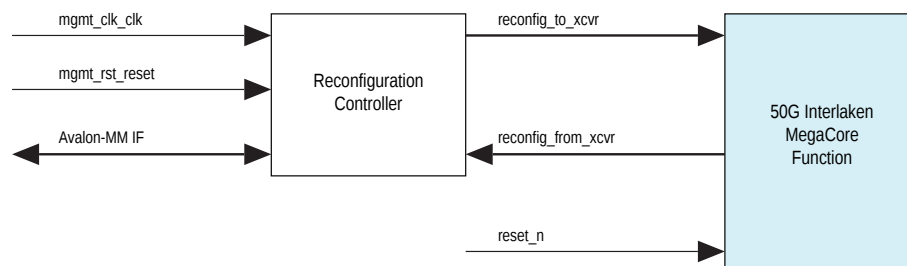 mgmt_clk_clk
reconfig_to_xcvr
mgmt_rst_reset
Reconfiguration
Controller
50G Interlaken
MegaCore
Function
Avalon-MM IF
reconfig_from_xcvr
reset_n